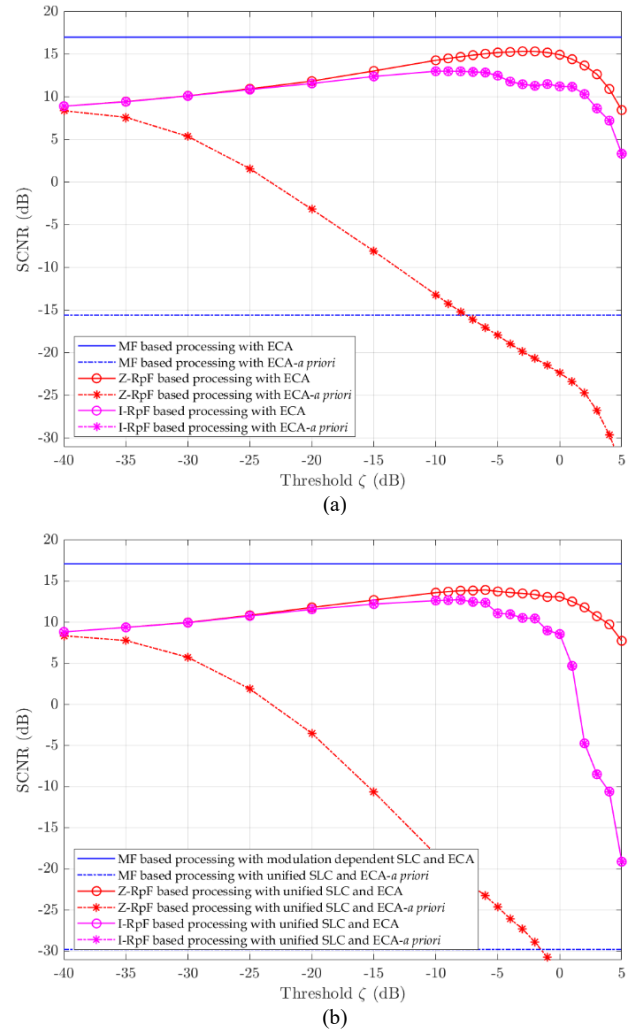 20
15
10
5
0
-5
-10
-15
-20
-25
-30
SCNR (dB)
MF based processing with ECA
MF based processing with ECA-a priori
Z-RpF based processing with ECA
Z-RpF based processing with ECA-a priori
I-RpF based processing with ECA
I-RpF based processing with ECA-a priori
-40 -35 -30 -25 -20 -15 -10 -5 0 5
Threshold ζ (dB)
(a)
20
15
10
5
0
-5
-10
-15
-20
-25
-30
SCNR (dB)
MF based processing with modulation dependent SLC and ECA
MF based processing with unified SLC and ECA-a priori
Z-RpF based processing with unified SLC and ECA
Z-RpF based processing with unified SLC and ECA-a priori
I-RpF based processing with unified SLC and ECA
I-RpF based processing with unified SLC and ECA-a priori
-40 -35 -30 -25 -20 -15 -10 -5 0 5
Threshold ζ (dB)
(b)